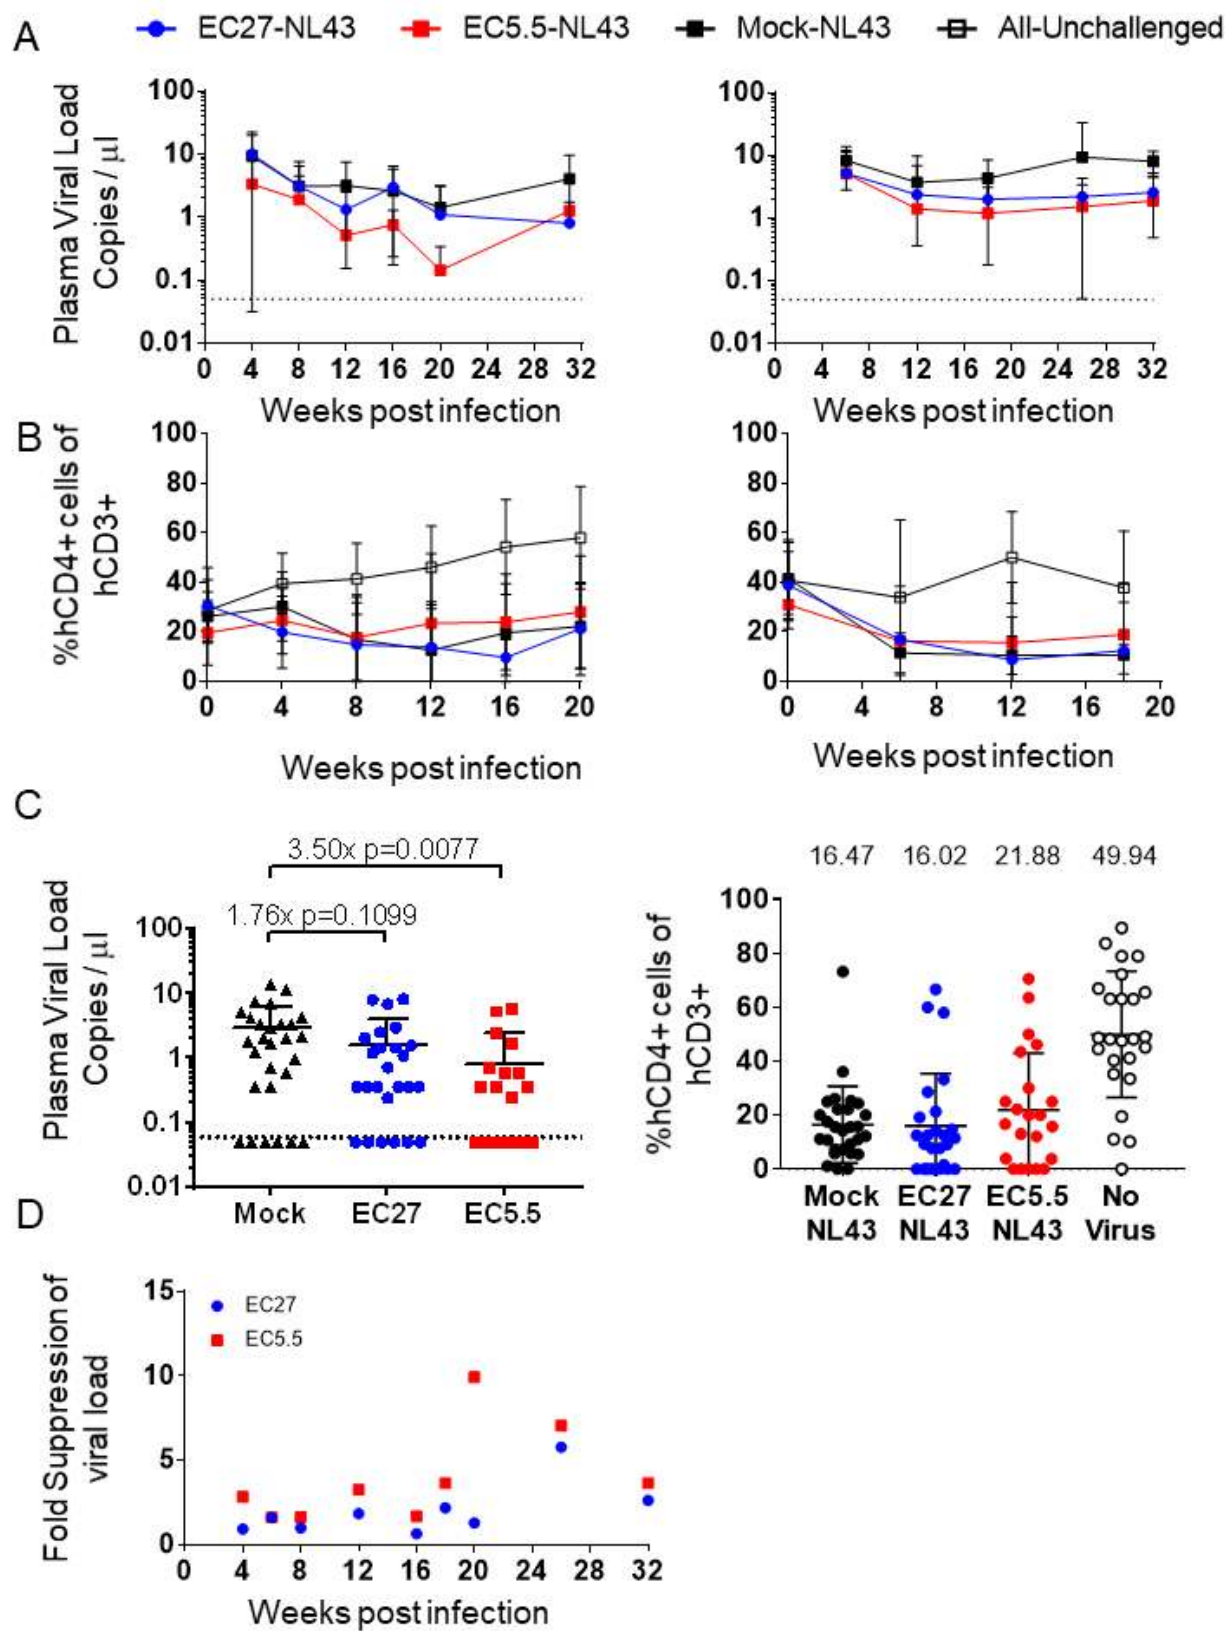 A
EC27-NL43 EC5.5-NL43 Mock-NL43 All-Unchallenged
Plasma Viral Load
Copies / μl
100
10
1
0.1
0.01
0 4 8 12 16 20 24 28 32
Weeks post infection
100
10
1
0.1
0.01
0 4 8 12 16 20 24 28 32
Weeks post infection
B
%hCD4+ cells of
hCD3+
100
80
60
40
20
0
0 4 8 12 16 20
Weeks post infection
100
80
60
40
20
0
0 4 8 12 16 20
Weeks post infection
C
3.50x p=0.0077
1.76x p=0.1099
Plasma Viral Load
Copies / μl
100
10
1
0.1
0.01
Mock EC27 EC5.5
16.47 16.02 21.88 49.94
%hCD4+ cells of
hCD3+
100
80
60
40
20
0
Mock EC27 EC5.5 No
NL43 NL43 NL43 Virus
D
Fold Suppression of
viral load
15
10
5
0
EC27
EC5.5
0 4 8 12 16 20 24 28 32
Weeks post infection